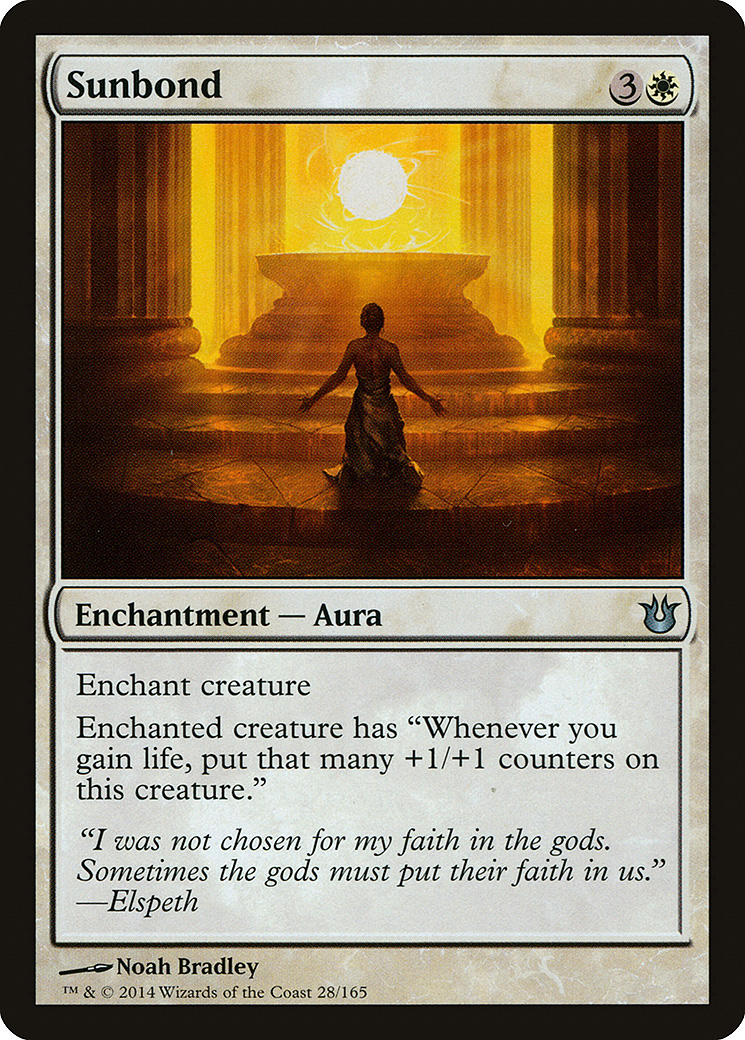 Sunbond 3
Enchantment — Aura
Enchant creature
Enchanted creature has “Whenever you
gain life, put that many +1/+1 counters on
this creature.”
“I was not chosen for my faith in the gods.
Sometimes the gods must put their faith in us.”
—Elspeth
Noah Bradley
™ & © 2014 Wizards of the Coast 28/165